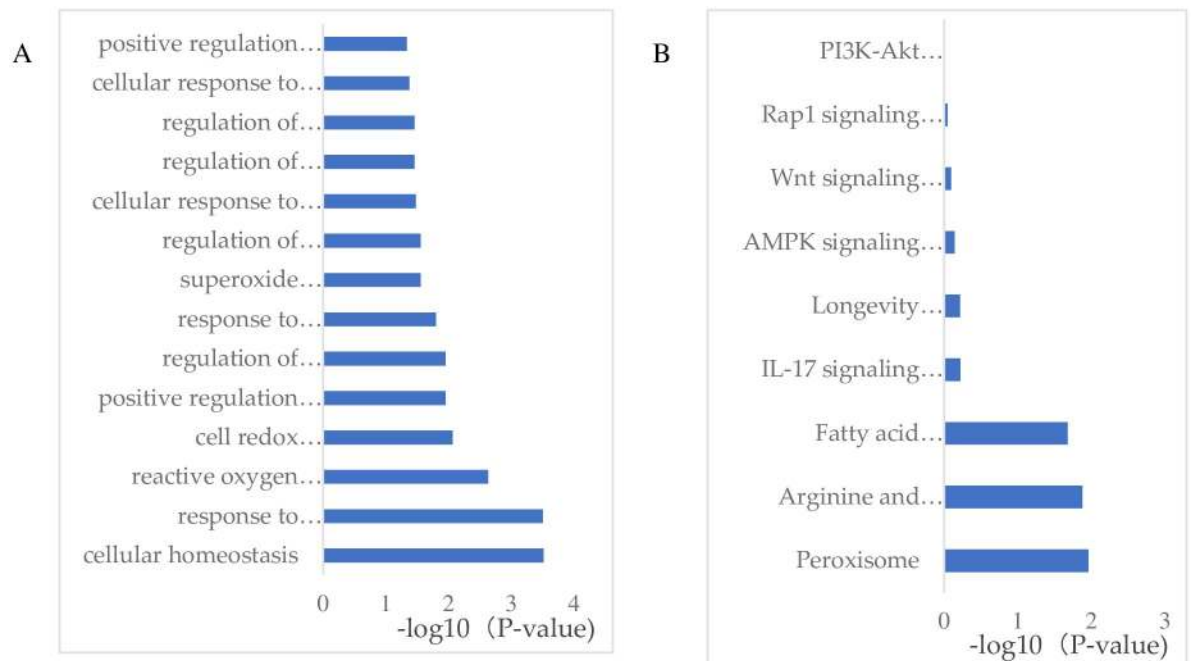 A
positive regulation…
cellular response to…
regulation of…
regulation of…
cellular response to…
regulation of…
superoxide…
response to…
regulation of…
positive regulation…
cell redox…
reactive oxygen…
response to…
cellular homeostasis
0 1 2 3 4
-log10（P-value)
B
PI3K-Akt…
Rap1 signaling…
Wnt signaling…
AMPK signaling…
Longevity…
IL-17 signaling…
Fatty acid…
Arginine and…
Peroxisome
0 1 2 3
-log10（P-value)